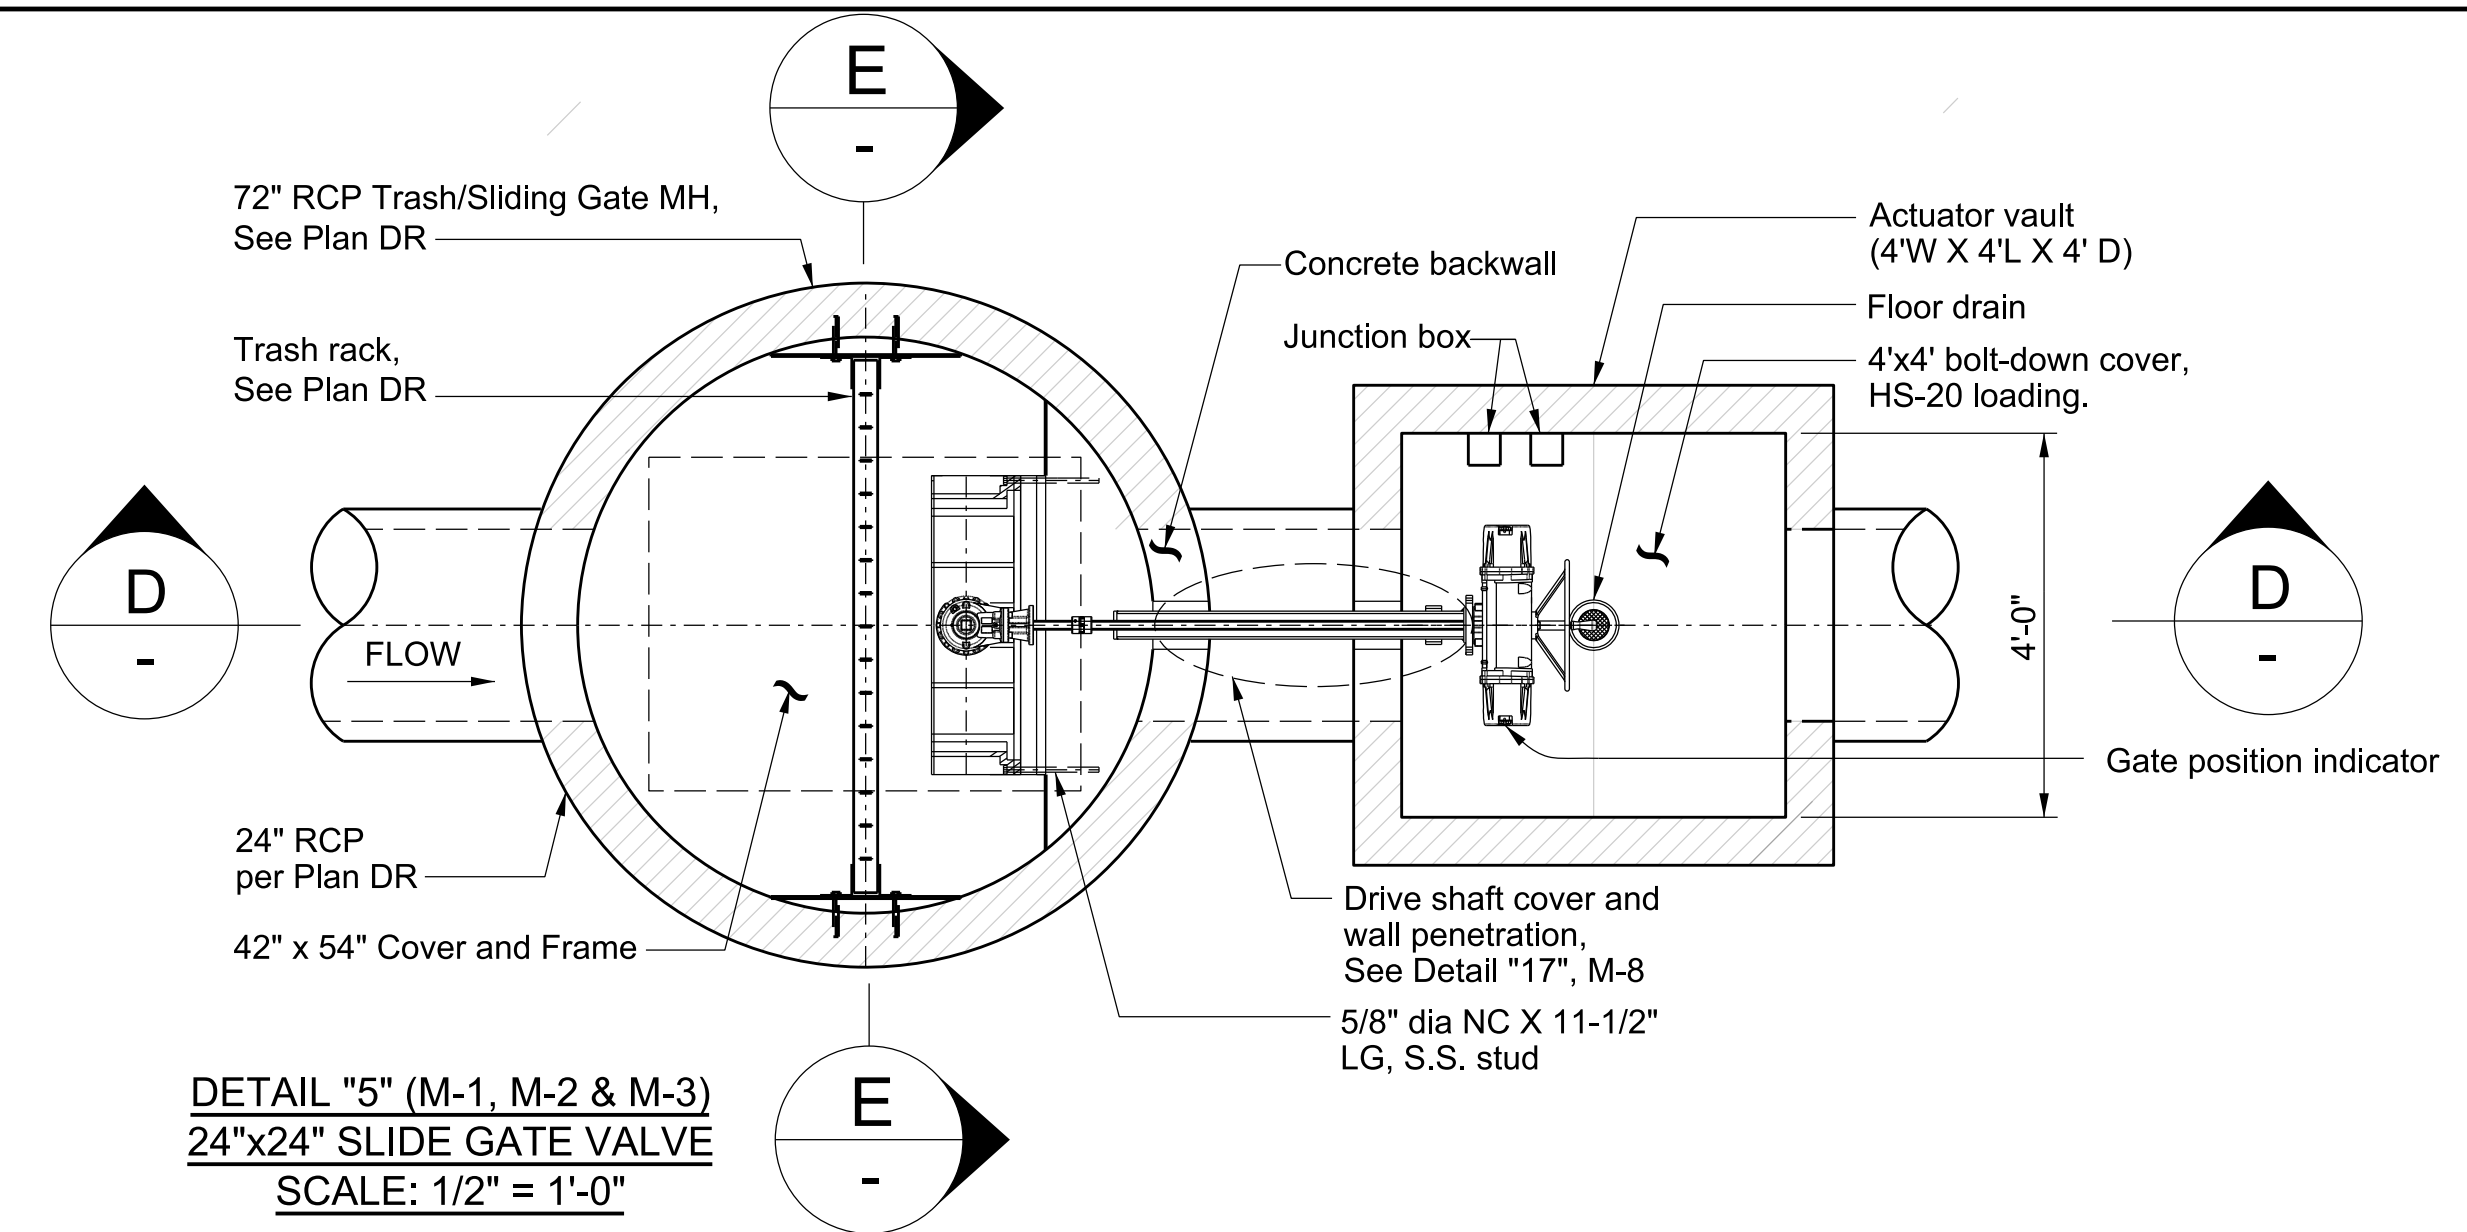 E
-
72" RCP Trash/Sliding Gate MH,
See Plan DR
Trash rack,
See Plan DR
Concrete backwall
Junction box
Actuator vault
(4'W X 4'L X 4' D)
Floor drain
4'x4' bolt-down cover,
HS-20 loading.
D
-
FLOW
4'-0"
D
-
Gate position indicator
24" RCP
per Plan DR
42" x 54" Cover and Frame
Drive shaft cover and
wall penetration,
See Detail "17", M-8
5/8" dia NC X 11-1/2"
LG, S.S. stud
E
-
DETAIL "5" (M-1, M-2 & M-3)
24"x24" SLIDE GATE VALVE
SCALE: 1/2" = 1'-0"